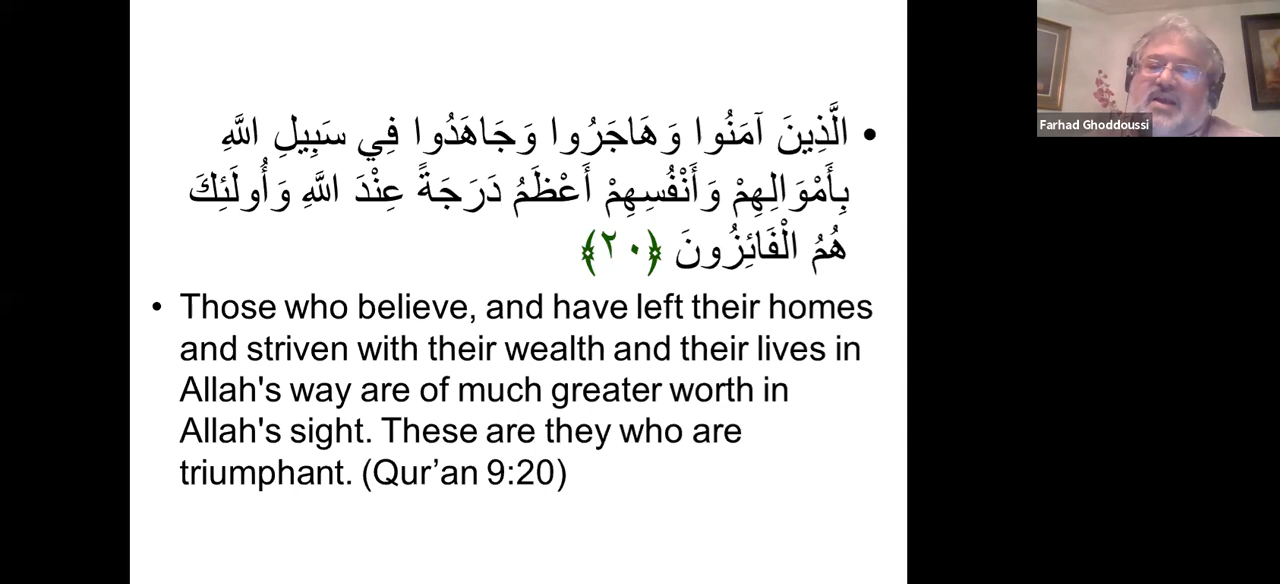 • الَّذِينَ آمَنُوا وَهَاجَرُوا وَجَاهَدُوا فِي سَبِيلِ اللَّهِ
بِأَمْوَالِهِمْ وَأَنْفُسِهِمْ أَعْظَمُ دَرَجَةً عِنْدَ اللَّهِ وَأُولَئِكَ
هُمُ الْفَائِزُونَ ﴿٢٠﴾
• Those who believe, and have left their homes
and striven with their wealth and their lives in
Allah's way are of much greater worth in
Allah's sight. These are they who are
triumphant. (Qur’an 9:20)
Farhad Ghoddoussi